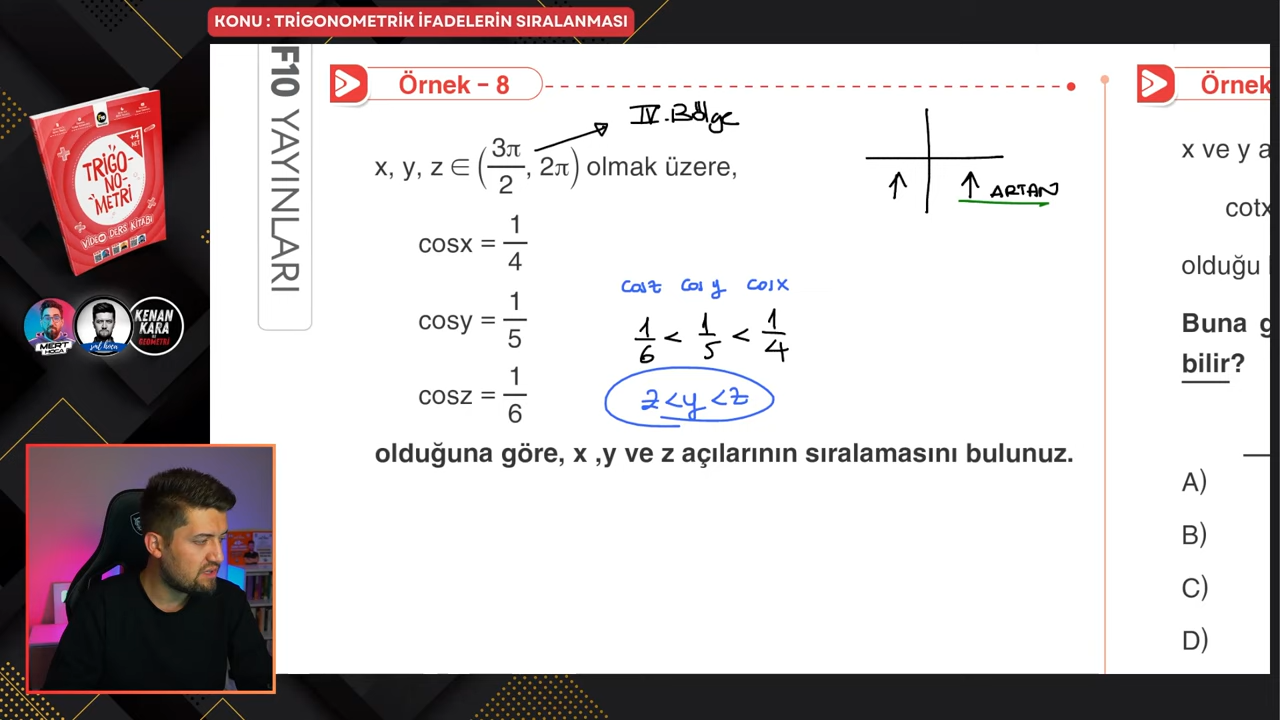 KONU : TRİGONOMETRİK İFADELERİN SIRALANMASI
F10 YAYINLARI
+4 NET
TRİGO-
NO-
METRİ
VİDEO DERS KİTABI
MERT HOCA
KENAN
KARA
GEOMETRİ
Örnek – 8
IV. Bölge
x, y, z ∈ (3π/2, 2π) olmak üzere,
↑ ↑ ARTAN
cosx = 1/4
cosy = 1/5
cosz = 1/6
cosz cosy cosx
1/6 < 1/5 < 1/4
z < y < z
olduğuna göre, x ,y ve z açılarının sıralamasını bulunuz.
Örnek
x ve y a
cotx
olduğu
Buna g
bilir?
A)
B)
C)
D)